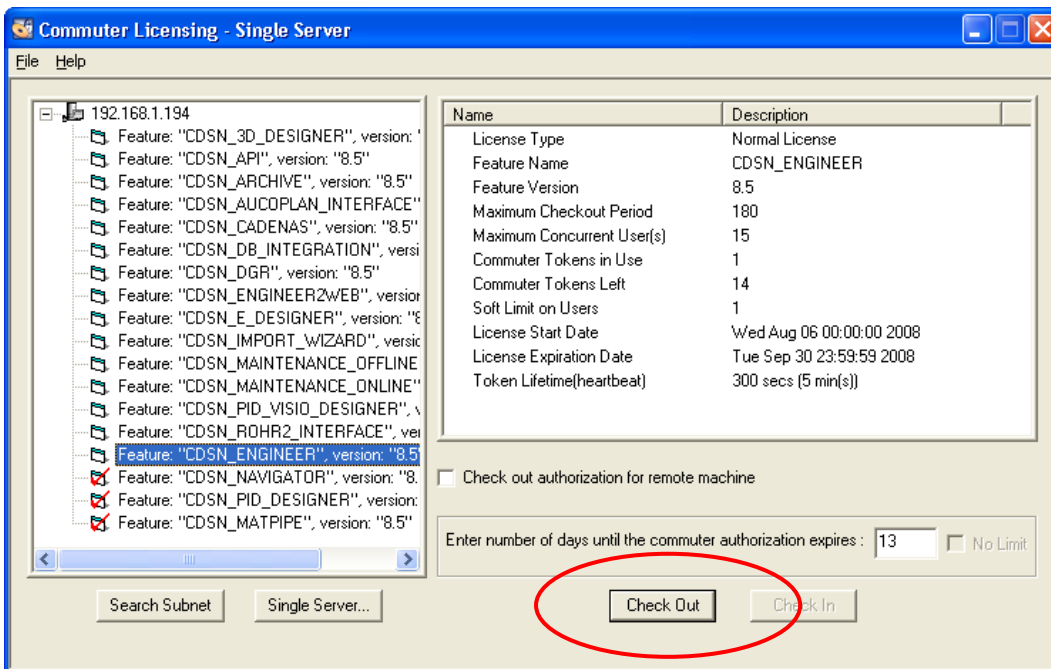 Commuter Licensing - Single Server
File Help
192.168.1.194
Feature: "CDSN_3D_DESIGNER", version: "
Feature: "CDSN_API", version: "8.5"
Feature: "CDSN_ARCHIVE", version: "8.5"
Feature: "CDSN_AUCOPLAN_INTERFACE"
Feature: "CDSN_CADENAS", version: "8.5"
Feature: "CDSN_DB_INTEGRATION", versi
Feature: "CDSN_DGR", version: "8.5"
Feature: "CDSN_ENGINEER2WEB", version
Feature: "CDSN_E_DESIGNER", version: "8
Feature: "CDSN_IMPORT_WIZARD", versic
Feature: "CDSN_MAINTENANCE_OFFLINE
Feature: "CDSN_MAINTENANCE_ONLINE"
Feature: "CDSN_PID_VISIO_DESIGNER", v
Feature: "CDSN_ROHR2_INTERFACE", ver
Feature: "CDSN_ENGINEER", version: "8.5"
Feature: "CDSN_NAVIGATOR", version: "8.
Feature: "CDSN_PID_DESIGNER", version:
Feature: "CDSN_MATPIPE", version: "8.5"
Search Subnet Single Server...
Name Description
License Type Normal License
Feature Name CDSN_ENGINEER
Feature Version 8.5
Maximum Checkout Period 180
Maximum Concurrent User(s) 15
Commuter Tokens in Use 1
Commuter Tokens Left 14
Soft Limit on Users 1
License Start Date Wed Aug 06 00:00:00 2008
License Expiration Date Tue Sep 30 23:59:59 2008
Token Lifetime(heartbeat) 300 secs (5 min(s))
Check out authorization for remote machine
Enter number of days until the commuter authorization expires : 13 No Limit
Check Out Check In